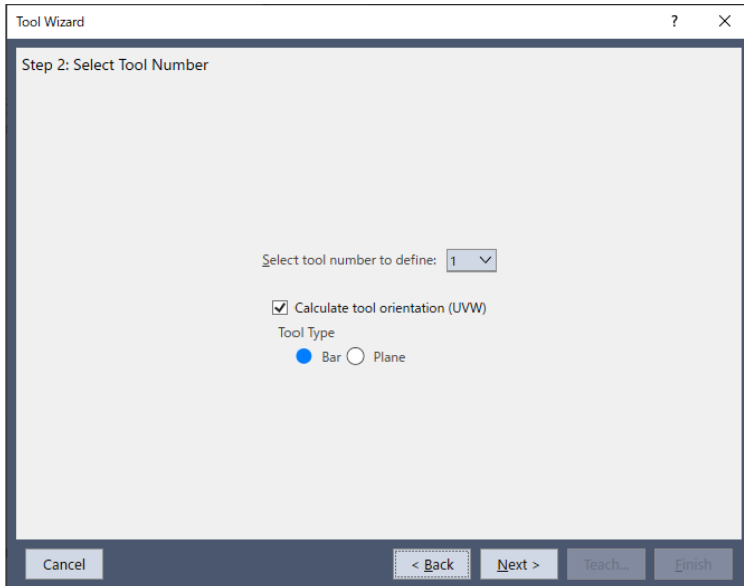 Tool Wizard ? ✕
Step 2: Select Tool Number
Select tool number to define: 1
Calculate tool orientation (UVW)
Tool Type
Bar Plane
Cancel < Back Next > Teach... Finish